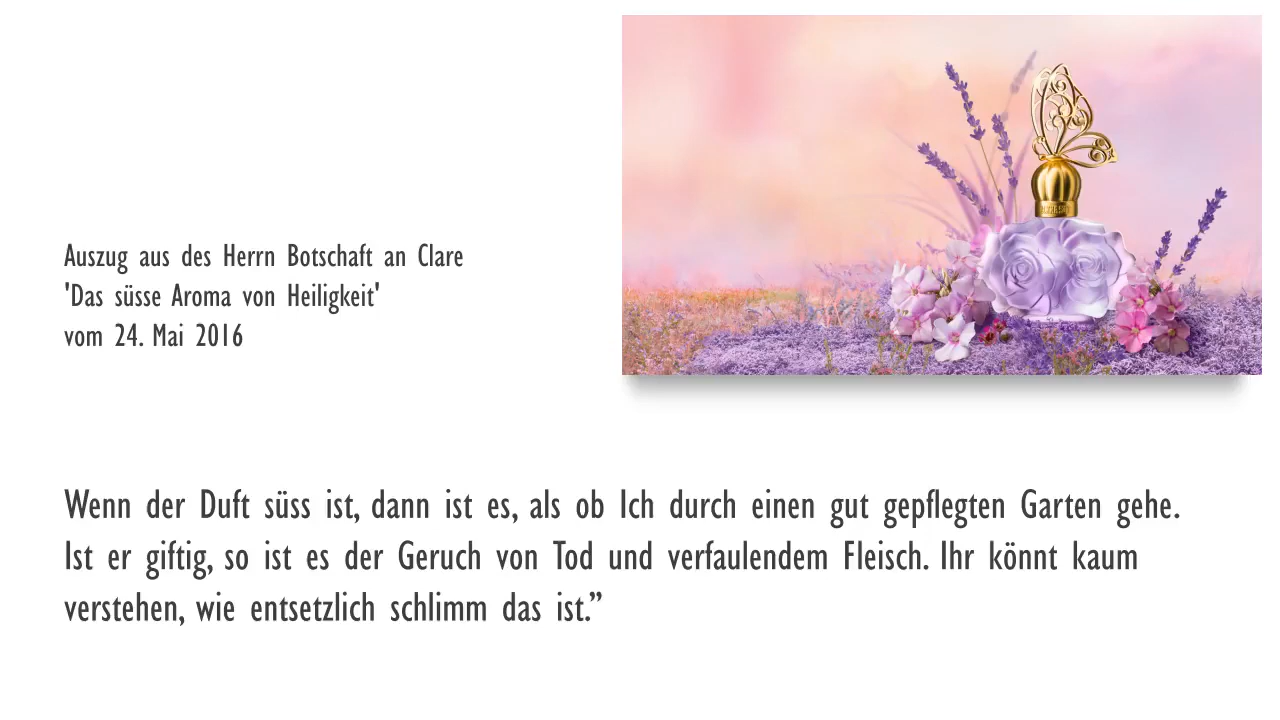 Auszug aus des Herrn Botschaft an Clare
'Das süsse Aroma von Heiligkeit'
vom 24. Mai 2016
Wenn der Duft süss ist, dann ist es, als ob Ich durch einen gut gepflegten Garten gehe.
Ist er giftig, so ist es der Geruch von Tod und verfaulendem Fleisch. Ihr könnt kaum
verstehen, wie entsetzlich schlimm das ist.”